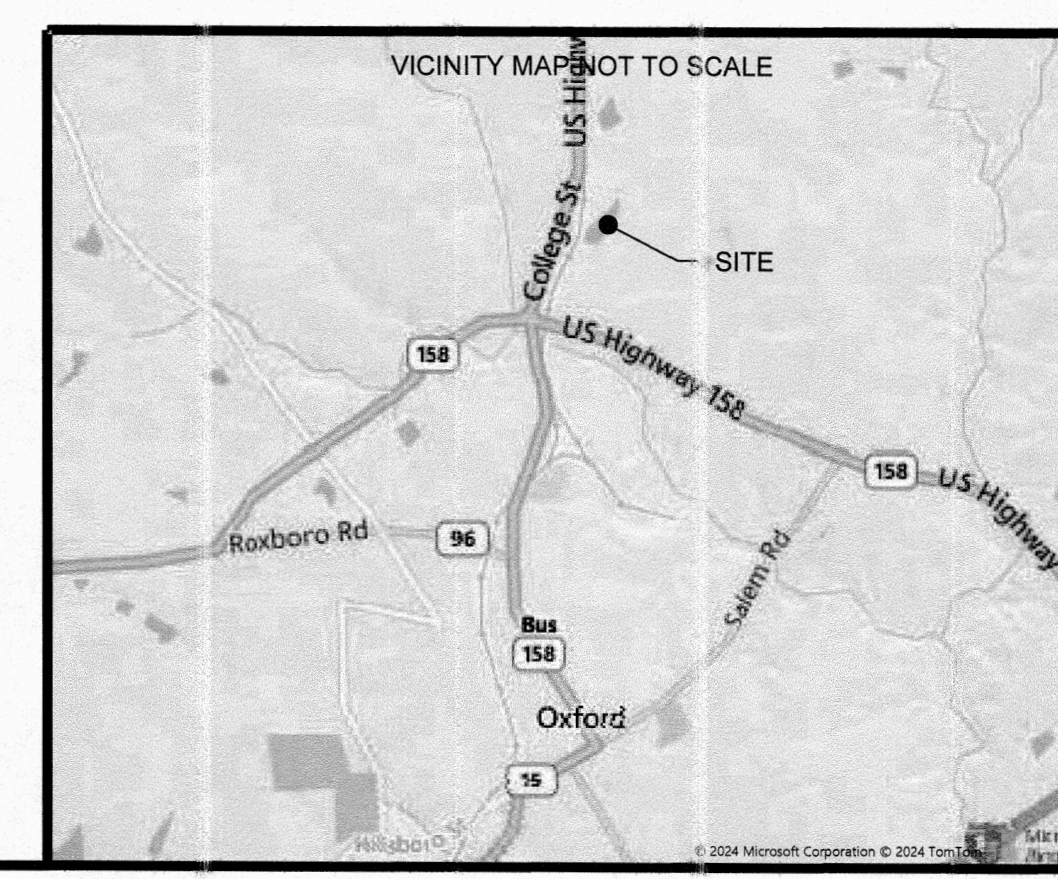 VICINITY MAP NOT TO SCALE
US Highw
College St
SITE
US Highway 158
158
158
US Highway
Roxboro Rd
96
Salem Rd
Bus
158
Oxford
15
© 2024 Microsoft Corporation © 2024 TomTom